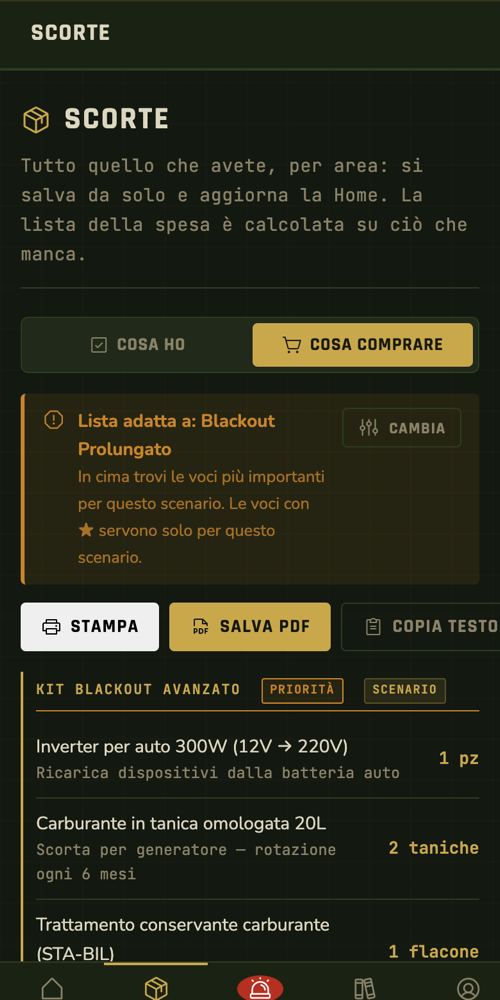 SCORTE
SCORTE
Tutto quello che avete, per area: si
salva da solo e aggiorna la Home. La
lista della spesa è calcolata su ciò che
manca.
COSA HO
COSA COMPRARE
Lista adatta a: Blackout
Prolungato
CAMBIA
In cima trovi le voci più importanti
per questo scenario. Le voci con
★ servono solo per questo
scenario.
STAMPA
PDF
SALVA PDF
COPIA TESTO
KIT BLACKOUT AVANZATO
PRIORITÀ
SCENARIO
Inverter per auto 300W (12V → 220V)
Ricarica dispositivi dalla batteria auto
1 pz
Carburante in tanica omologata 20L
Scorta per generatore — rotazione
ogni 6 mesi
2 taniche
Trattamento conservante carburante
(STA-BIL)
1 flacone